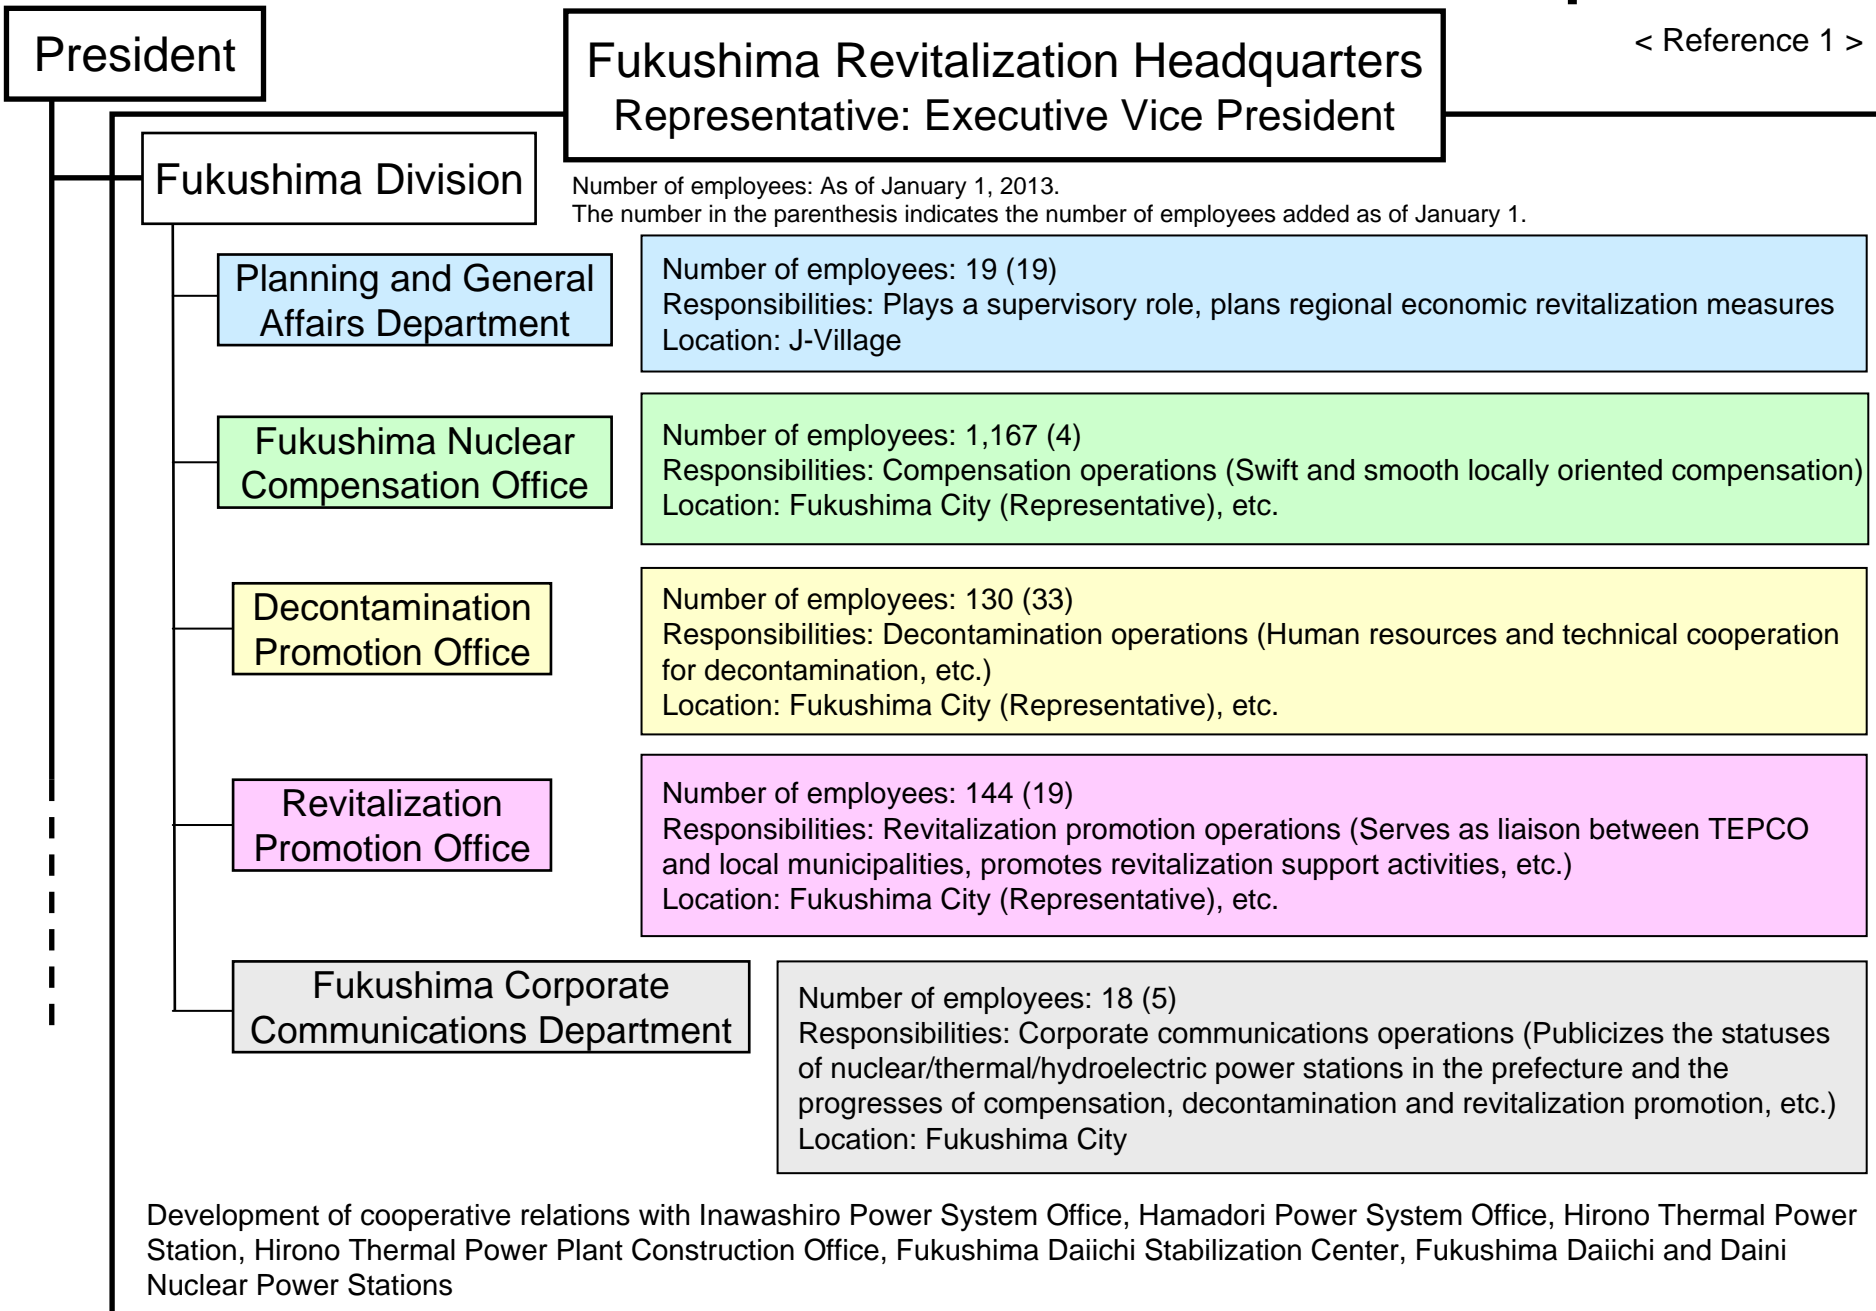 President
Fukushima Revitalization Headquarters
Representative: Executive Vice President
< Reference 1 >
Fukushima Division
Number of employees: As of January 1, 2013.
The number in the parenthesis indicates the number of employees added as of January 1.
Planning and General
Affairs Department
Number of employees: 19 (19)
Responsibilities: Plays a supervisory role, plans regional economic revitalization measures
Location: J-Village
Fukushima Nuclear
Compensation Office
Number of employees: 1,167 (4)
Responsibilities: Compensation operations (Swift and smooth locally oriented compensation)
Location: Fukushima City (Representative), etc.
Decontamination
Promotion Office
Number of employees: 130 (33)
Responsibilities: Decontamination operations (Human resources and technical cooperation
for decontamination, etc.)
Location: Fukushima City (Representative), etc.
Revitalization
Promotion Office
Number of employees: 144 (19)
Responsibilities: Revitalization promotion operations (Serves as liaison between TEPCO
and local municipalities, promotes revitalization support activities, etc.)
Location: Fukushima City (Representative), etc.
Fukushima Corporate
Communications Department
Number of employees: 18 (5)
Responsibilities: Corporate communications operations (Publicizes the statuses
of nuclear/thermal/hydroelectric power stations in the prefecture and the
progresses of compensation, decontamination and revitalization promotion, etc.)
Location: Fukushima City
Development of cooperative relations with Inawashiro Power System Office, Hamadori Power System Office, Hirono Thermal Power
Station, Hirono Thermal Power Plant Construction Office, Fukushima Daiichi Stabilization Center, Fukushima Daiichi and Daini
Nuclear Power Stations